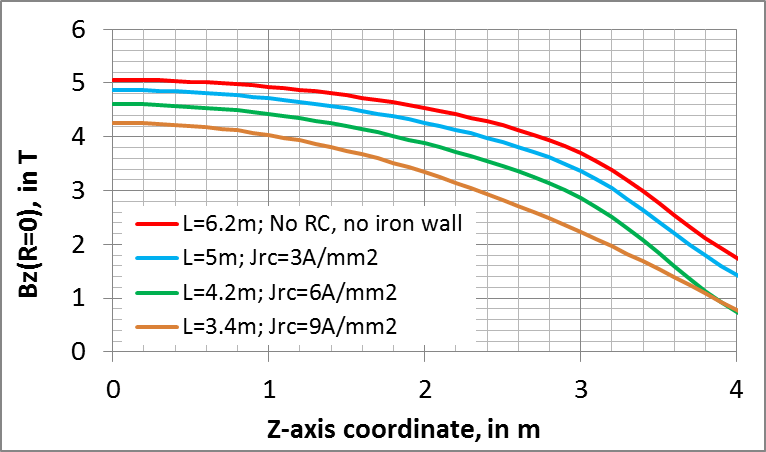 6
5
4
3
2
1
0
Bz(R=0), in T
L=6.2m; No RC, no iron wall
L=5m; Jrc=3A/mm2
L=4.2m; Jrc=6A/mm2
L=3.4m; Jrc=9A/mm2
0 1 2 3 4
Z-axis coordinate, in m